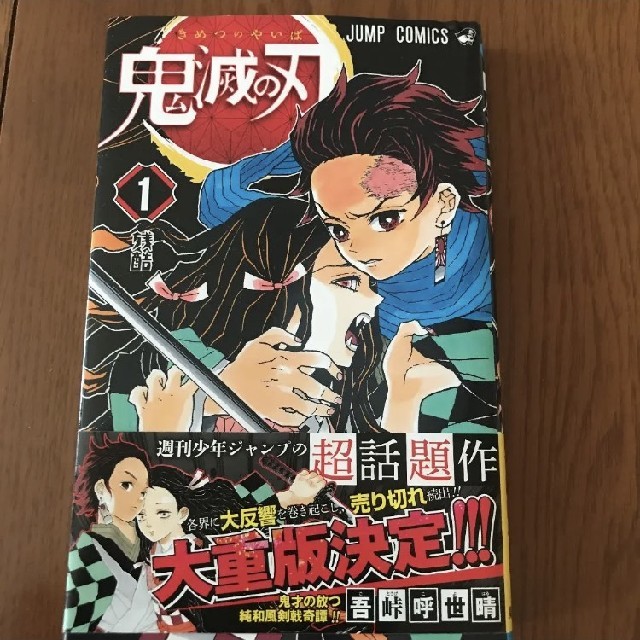 きめつのやいば
JUMP COMICS
鬼滅の刃
1
残酷
週刊少年ジャンプの
超話題作
各界に大反響を巻き起こし、売り切れ続出!!
大重版決定!!!
鬼才の放つ
純和風剣戟奇譚!!
吾峠呼世晴